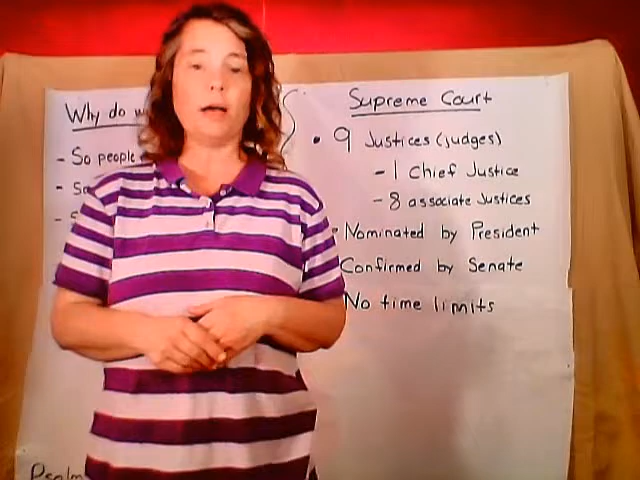 Why do
- So people
Supreme Court
• 9 Justices (judges)
- 1 Chief Justice
- 8 associate Justices
• Nominated by President
Confirmed by Senate
No time limits
Psalm